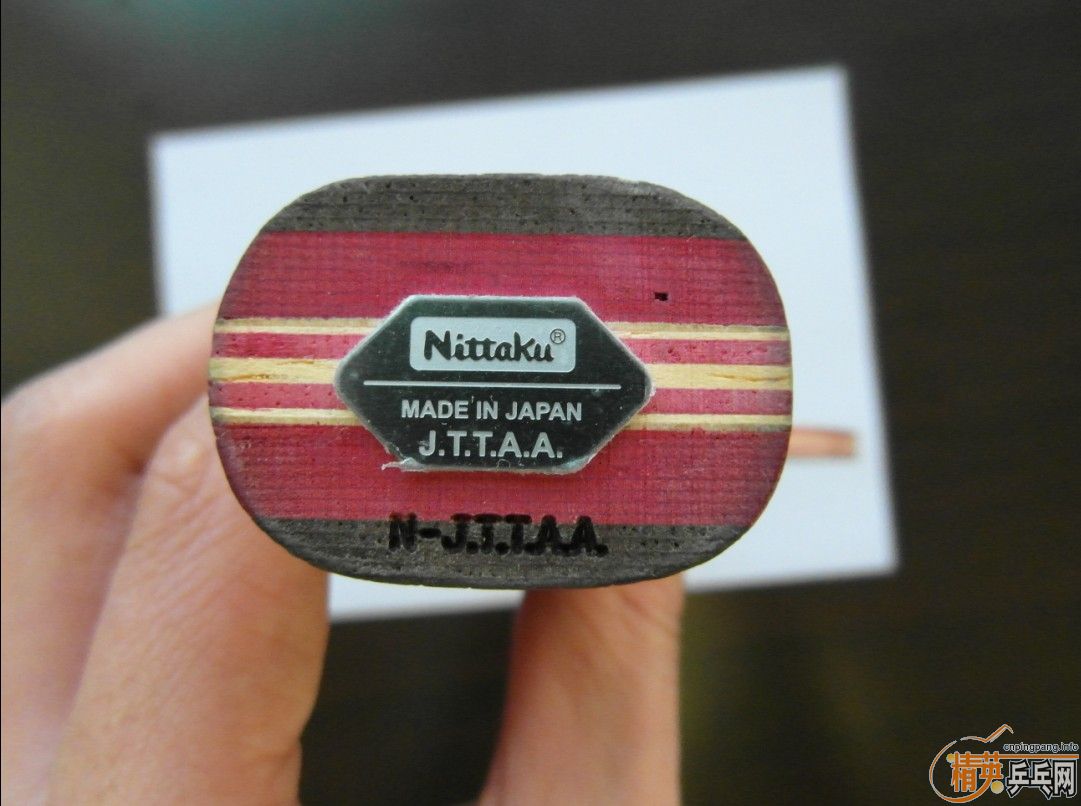 Nittaku®
MADE IN JAPAN
J.T.T.A.A.
N-J.T.T.A.A.
cnpingpang.info
精英乒乓网